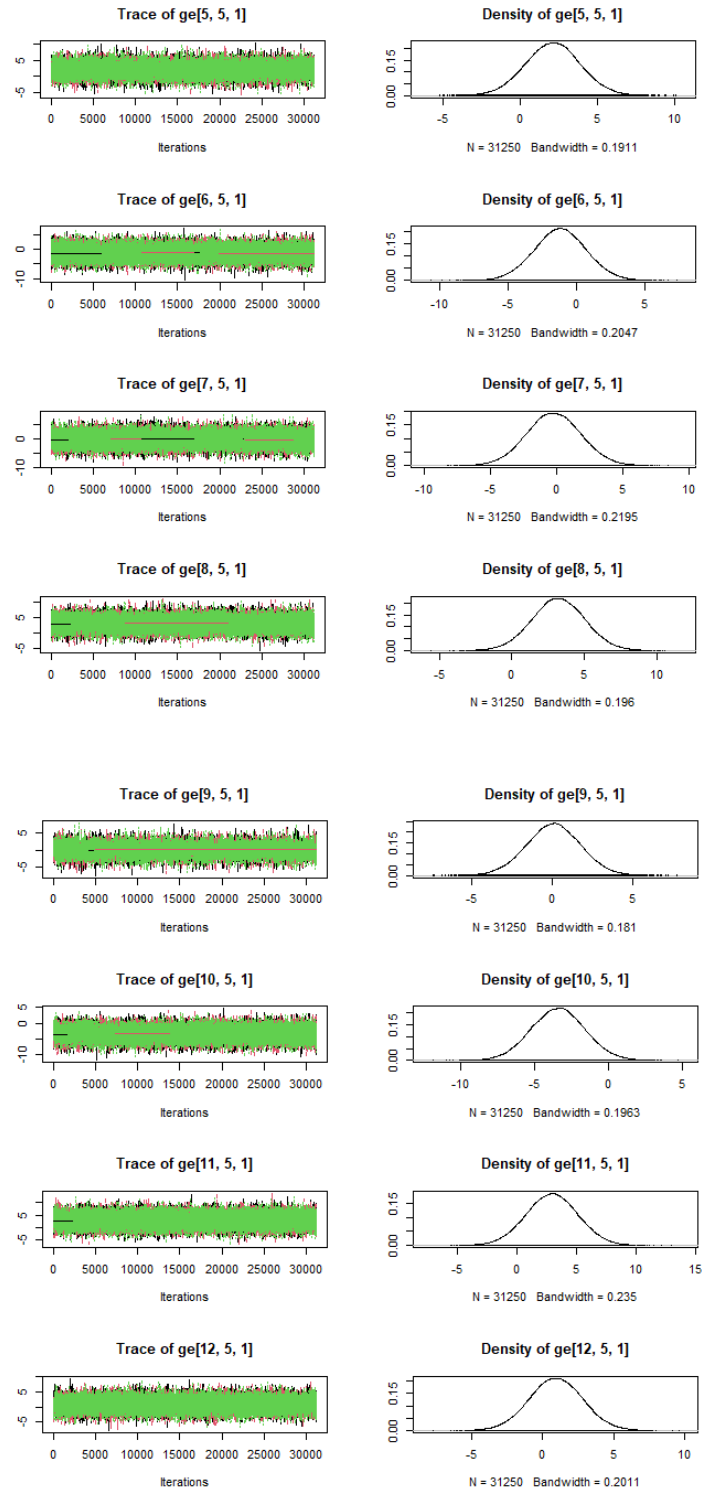 Trace of ge[5, 5, 1] Density of ge[5, 5, 1]
5
-5
0 5000 10000 15000 20000 25000 30000
Iterations
0.15
0.00
-5 0 5 10
N = 31250 Bandwidth = 0.1911
Trace of ge[6, 5, 1] Density of ge[6, 5, 1]
0
-10
0 5000 10000 15000 20000 25000 30000
Iterations
0.15
0.00
-10 -5 0 5
N = 31250 Bandwidth = 0.2047
Trace of ge[7, 5, 1] Density of ge[7, 5, 1]
0
-10
0 5000 10000 15000 20000 25000 30000
Iterations
0.15
0.00
-10 -5 0 5 10
N = 31250 Bandwidth = 0.2195
Trace of ge[8, 5, 1] Density of ge[8, 5, 1]
5
-5
0 5000 10000 15000 20000 25000 30000
Iterations
0.15
0.00
-5 0 5 10
N = 31250 Bandwidth = 0.196
Trace of ge[9, 5, 1] Density of ge[9, 5, 1]
5
-5
0 5000 10000 15000 20000 25000 30000
Iterations
0.15
0.00
-5 0 5
N = 31250 Bandwidth = 0.181
Trace of ge[10, 5, 1] Density of ge[10, 5, 1]
5
0
-10
0 5000 10000 15000 20000 25000 30000
Iterations
0.15
0.00
-10 -5 0 5
N = 31250 Bandwidth = 0.1963
Trace of ge[11, 5, 1] Density of ge[11, 5, 1]
5
-5
0 5000 10000 15000 20000 25000 30000
Iterations
0.15
0.00
-5 0 5 10 15
N = 31250 Bandwidth = 0.235
Trace of ge[12, 5, 1] Density of ge[12, 5, 1]
5
-5
0 5000 10000 15000 20000 25000 30000
Iterations
0.15
0.00
-5 0 5 10
N = 31250 Bandwidth = 0.2011